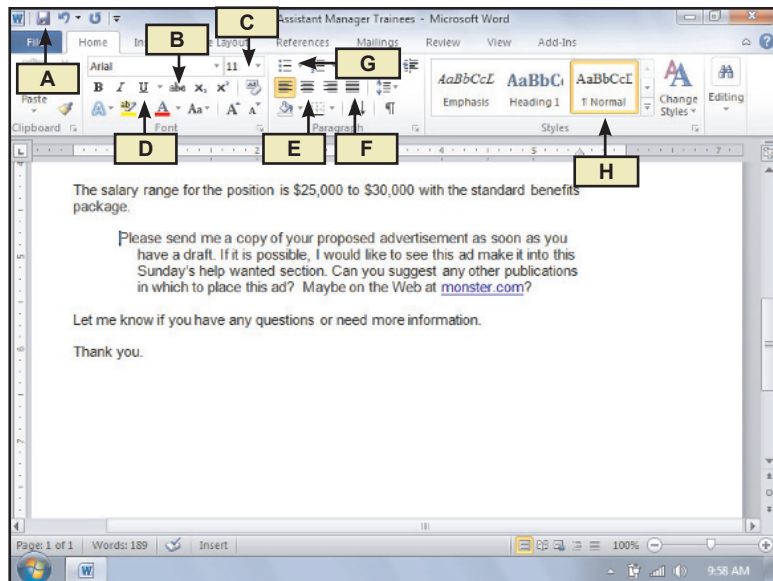 C
W Assistant Manager Trainees - Microsoft Word
Home References Mailings Review View Add-Ins
A B G
Arial 11
B I U abc X₂ X² AaBbCcL AaBbC AaBbCcL
Paste A Aa A A ¶ Emphasis Heading 1 ¶ Normal Change Styles Editing
Clipboard Font Paragraph Styles
D E F H
The salary range for the position is $25,000 to $30,000 with the standard benefits
package.
Please send me a copy of your proposed advertisement as soon as you
have a draft. If it is possible, I would like to see this ad make it into this
Sunday's help wanted section. Can you suggest any other publications
in which to place this ad? Maybe on the Web at monster.com?
Let me know if you have any questions or need more information.
Thank you.
Page: 1 of 1 Words: 189 Insert 100%
W 9:58 AM